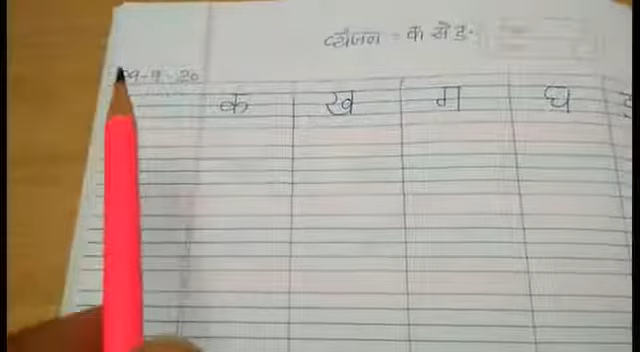 व्यंजन = क से ङ
09-9-20
क ख ग घ ङ